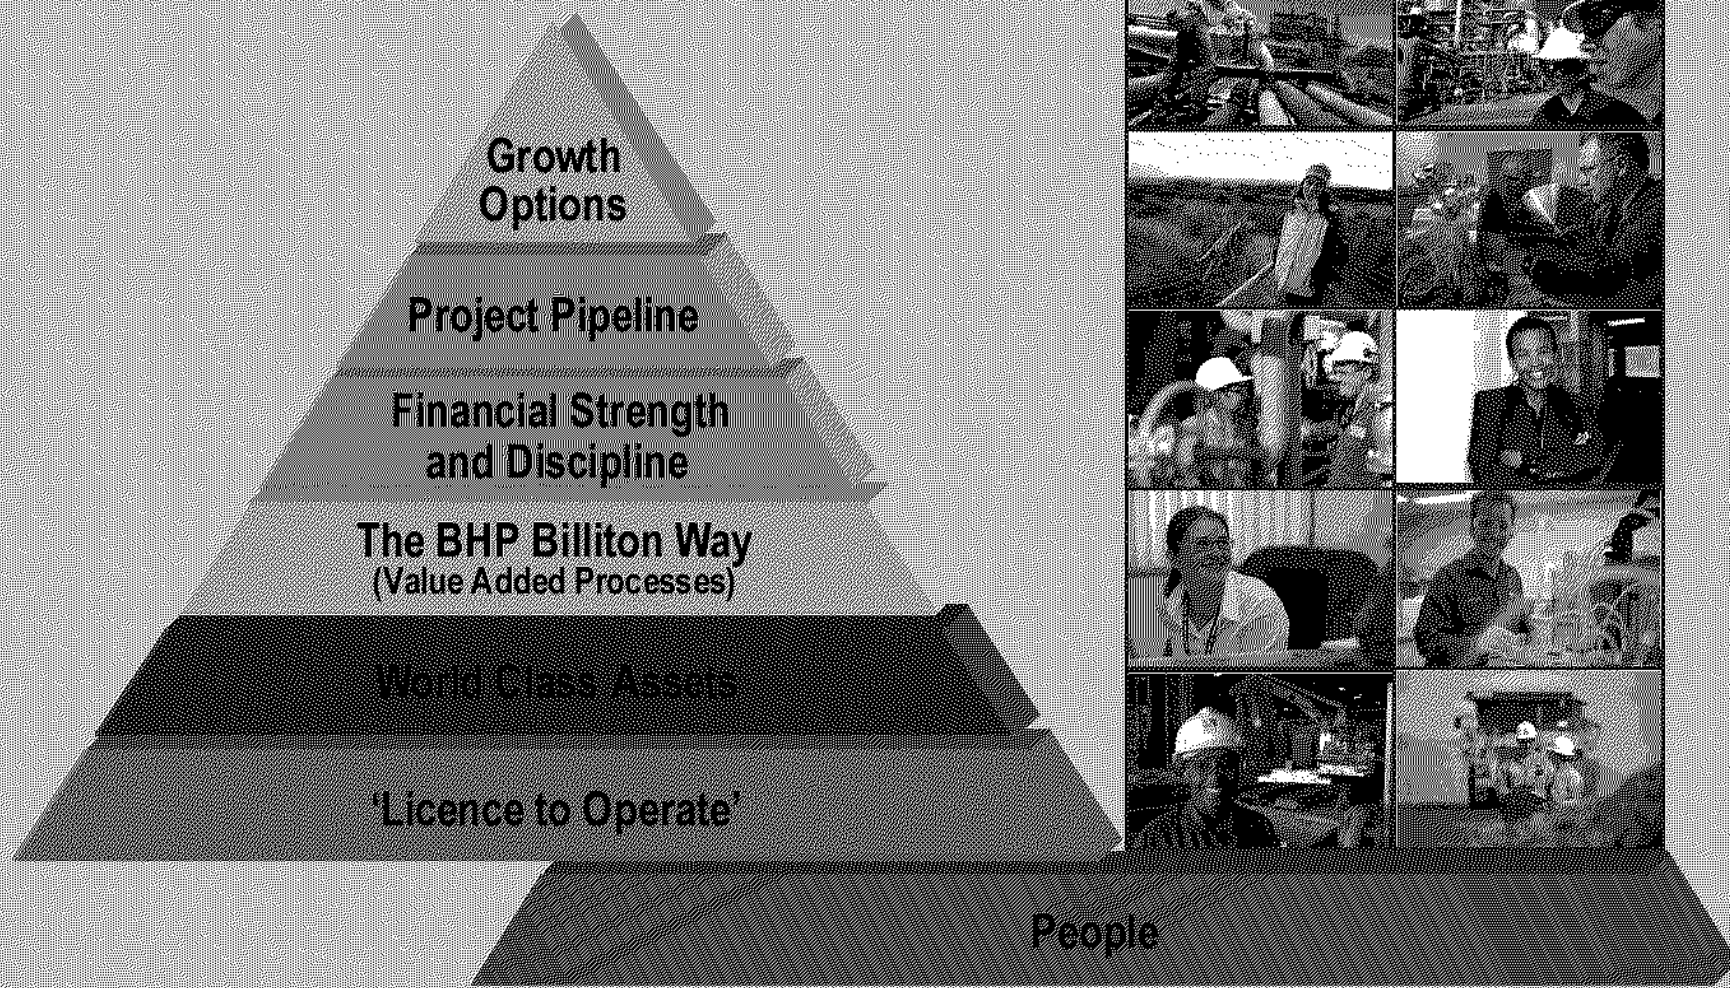 Growth
Options
Project Pipeline
Financial Strength
and Discipline
The BHP Billiton Way
(Value Added Processes)
World Class Assets
‘Licence to Operate’
People